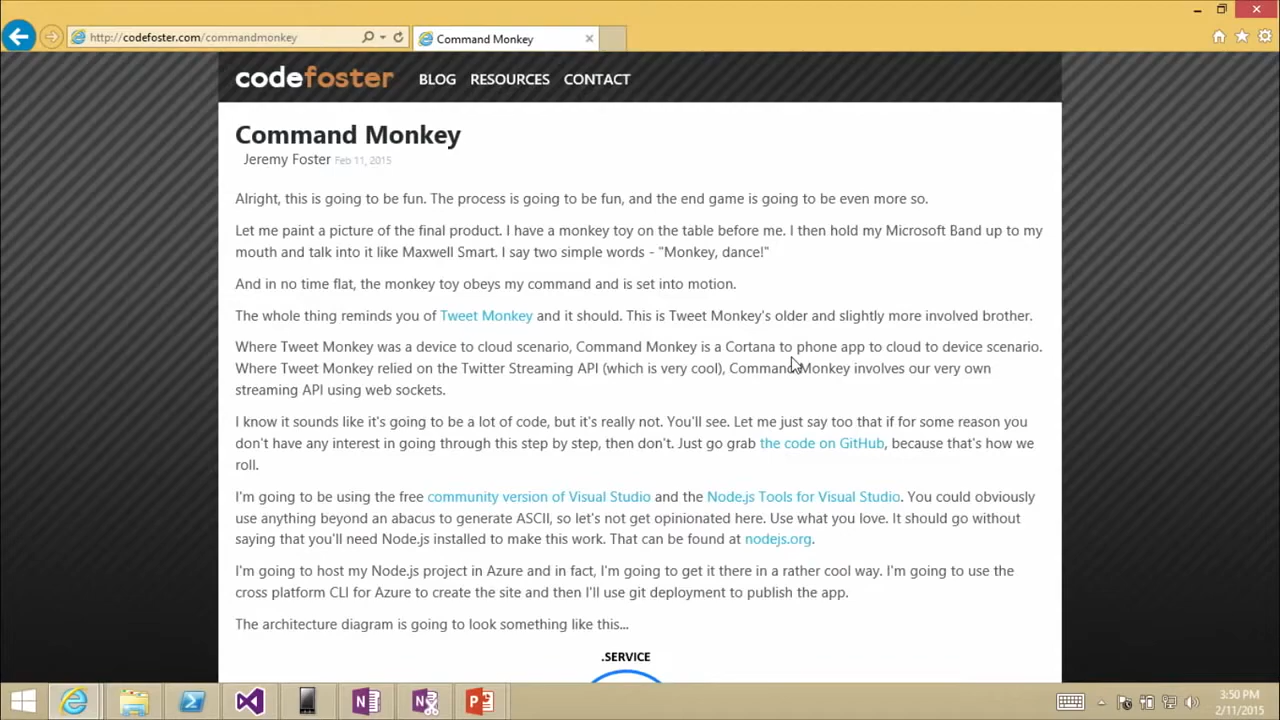 http://codefoster.com/commandmonkey
Command Monkey
codefoster BLOG RESOURCES CONTACT
Command Monkey
Jeremy Foster Feb 11, 2015
Alright, this is going to be fun. The process is going to be fun, and the end game is going to be even more so.
Let me paint a picture of the final product. I have a monkey toy on the table before me. I then hold my Microsoft Band up to my
mouth and talk into it like Maxwell Smart. I say two simple words - "Monkey, dance!"
And in no time flat, the monkey toy obeys my command and is set into motion.
The whole thing reminds you of Tweet Monkey and it should. This is Tweet Monkey's older and slightly more involved brother.
Where Tweet Monkey was a device to cloud scenario, Command Monkey is a Cortana to phone app to cloud to device scenario.
Where Tweet Monkey relied on the Twitter Streaming API (which is very cool), Command Monkey involves our very own
streaming API using web sockets.
I know it sounds like it's going to be a lot of code, but it's really not. You'll see. Let me just say too that if for some reason you
don't have any interest in going through this step by step, then don't. Just go grab the code on GitHub, because that's how we
roll.
I'm going to be using the free community version of Visual Studio and the Node.js Tools for Visual Studio. You could obviously
use anything beyond an abacus to generate ASCII, so let's not get opinionated here. Use what you love. It should go without
saying that you'll need Node.js installed to make this work. That can be found at nodejs.org.
I'm going to host my Node.js project in Azure and in fact, I'm going to get it there in a rather cool way. I'm going to use the
cross platform CLI for Azure to create the site and then I'll use git deployment to publish the app.
The architecture diagram is going to look something like this...
.SERVICE
3:50 PM
2/11/2015